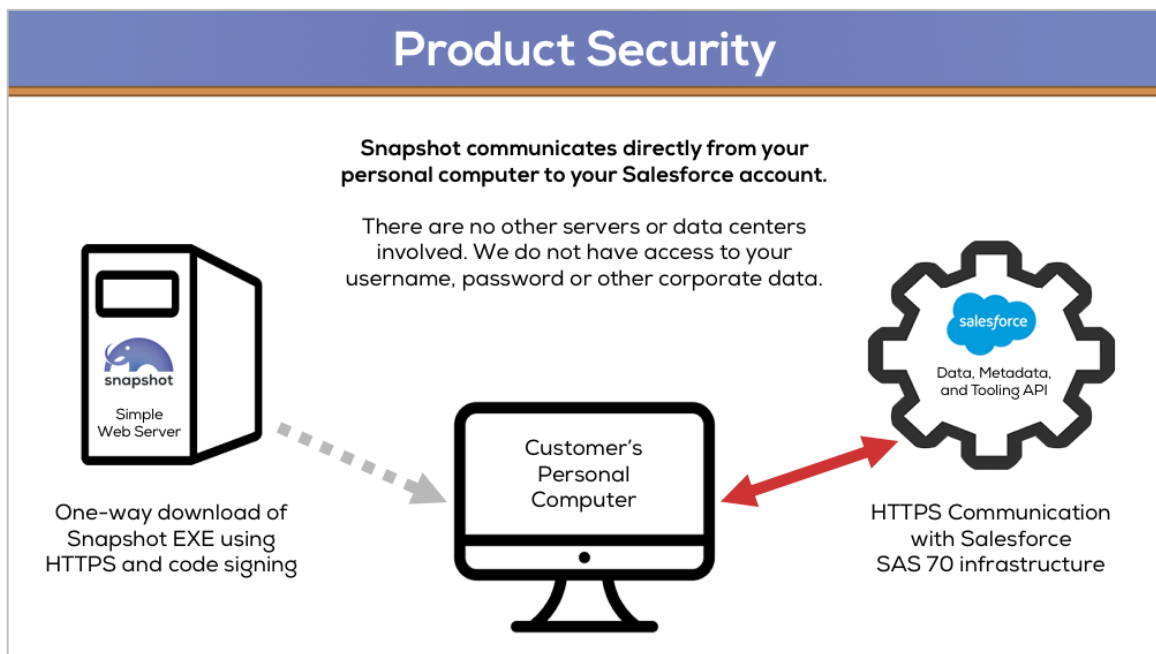 Product Security
Snapshot communicates directly from your
personal computer to your Salesforce account.
There are no other servers or data centers
involved. We do not have access to your
username, password or other corporate data.
snapshot
Simple
Web Server
One-way download of
Snapshot EXE using
HTTPS and code signing
Customer's
Personal
Computer
salesforce
Data, Metadata,
and Tooling API
HTTPS Communication
with Salesforce
SAS 70 infrastructure